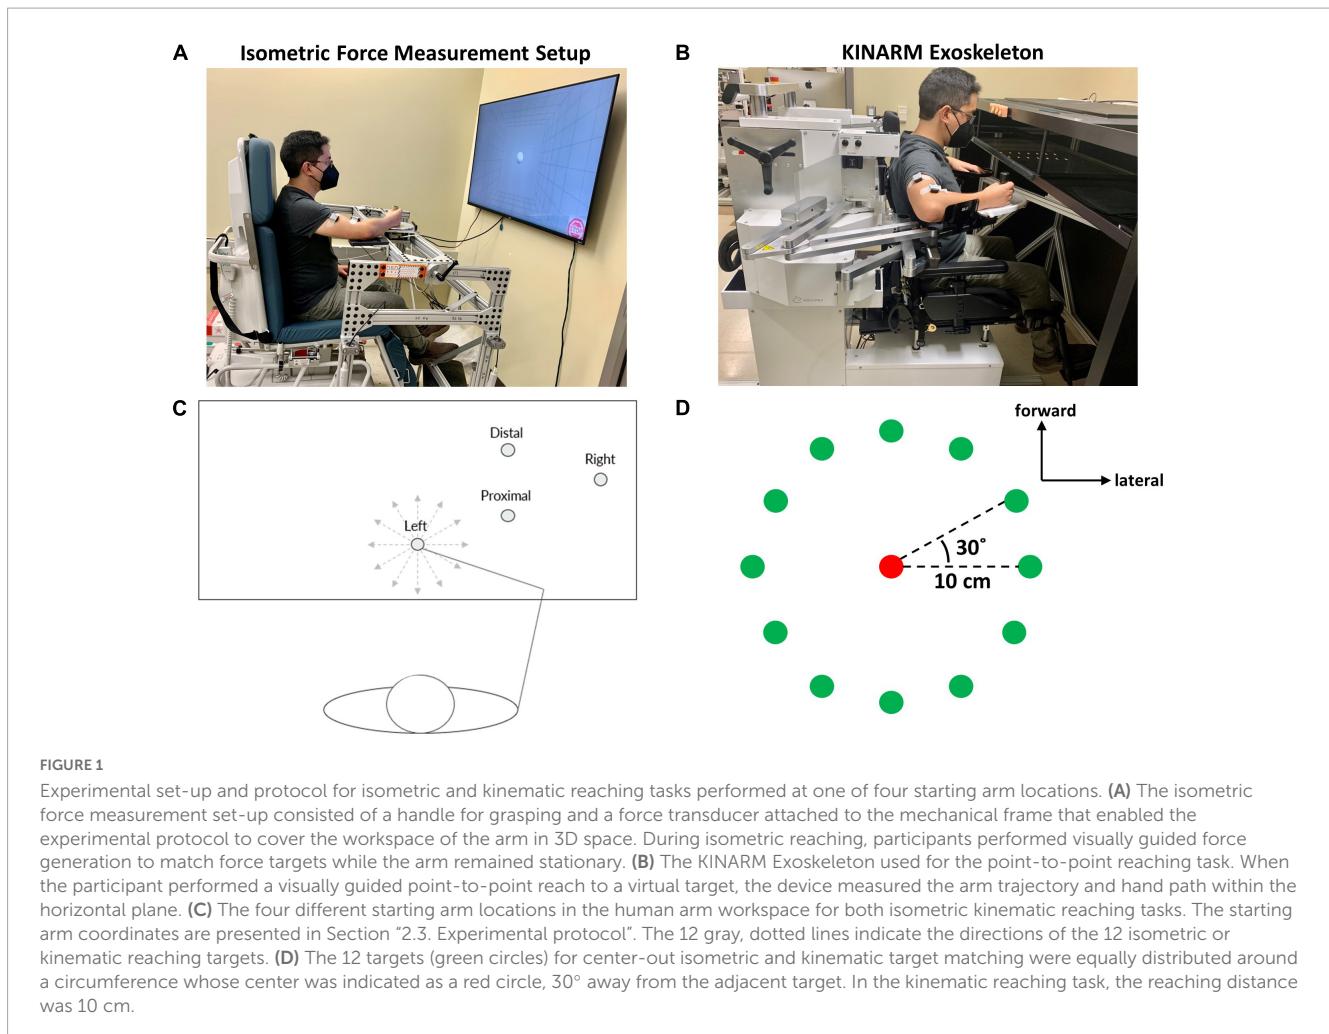 A Isometric Force Measurement Setup
B KINARM Exoskeleton
C
Distal
Right
Proximal
Left
D
forward
lateral
30°
10 cm
FIGURE 1
Experimental set-up and protocol for isometric and kinematic reaching tasks performed at one of four starting arm locations. (A) The isometric
force measurement set-up consisted of a handle for grasping and a force transducer attached to the mechanical frame that enabled the
experimental protocol to cover the workspace of the arm in 3D space. During isometric reaching, participants performed visually guided force
generation to match force targets while the arm remained stationary. (B) The KINARM Exoskeleton used for the point-to-point reaching task. When
the participant performed a visually guided point-to-point reach to a virtual target, the device measured the arm trajectory and hand path within the
horizontal plane. (C) The four different starting arm locations in the human arm workspace for both isometric kinematic reaching tasks. The starting
arm coordinates are presented in Section “2.3. Experimental protocol”. The 12 gray, dotted lines indicate the directions of the 12 isometric or
kinematic reaching targets. (D) The 12 targets (green circles) for center-out isometric and kinematic target matching were equally distributed around
a circumference whose center was indicated as a red circle, 30° away from the adjacent target. In the kinematic reaching task, the reaching distance
was 10 cm.